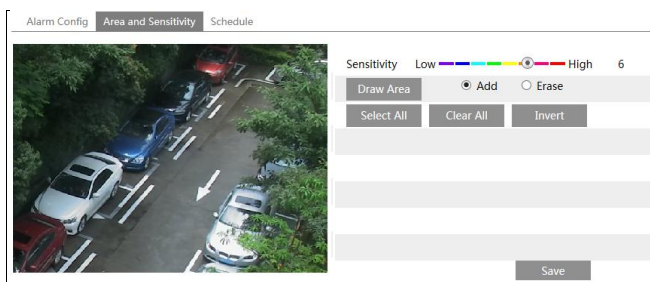 Alarm Config Area and Sensitivity Schedule
Sensitivity Low High 6
Draw Area Add Erase
Select All Clear All Invert
Save